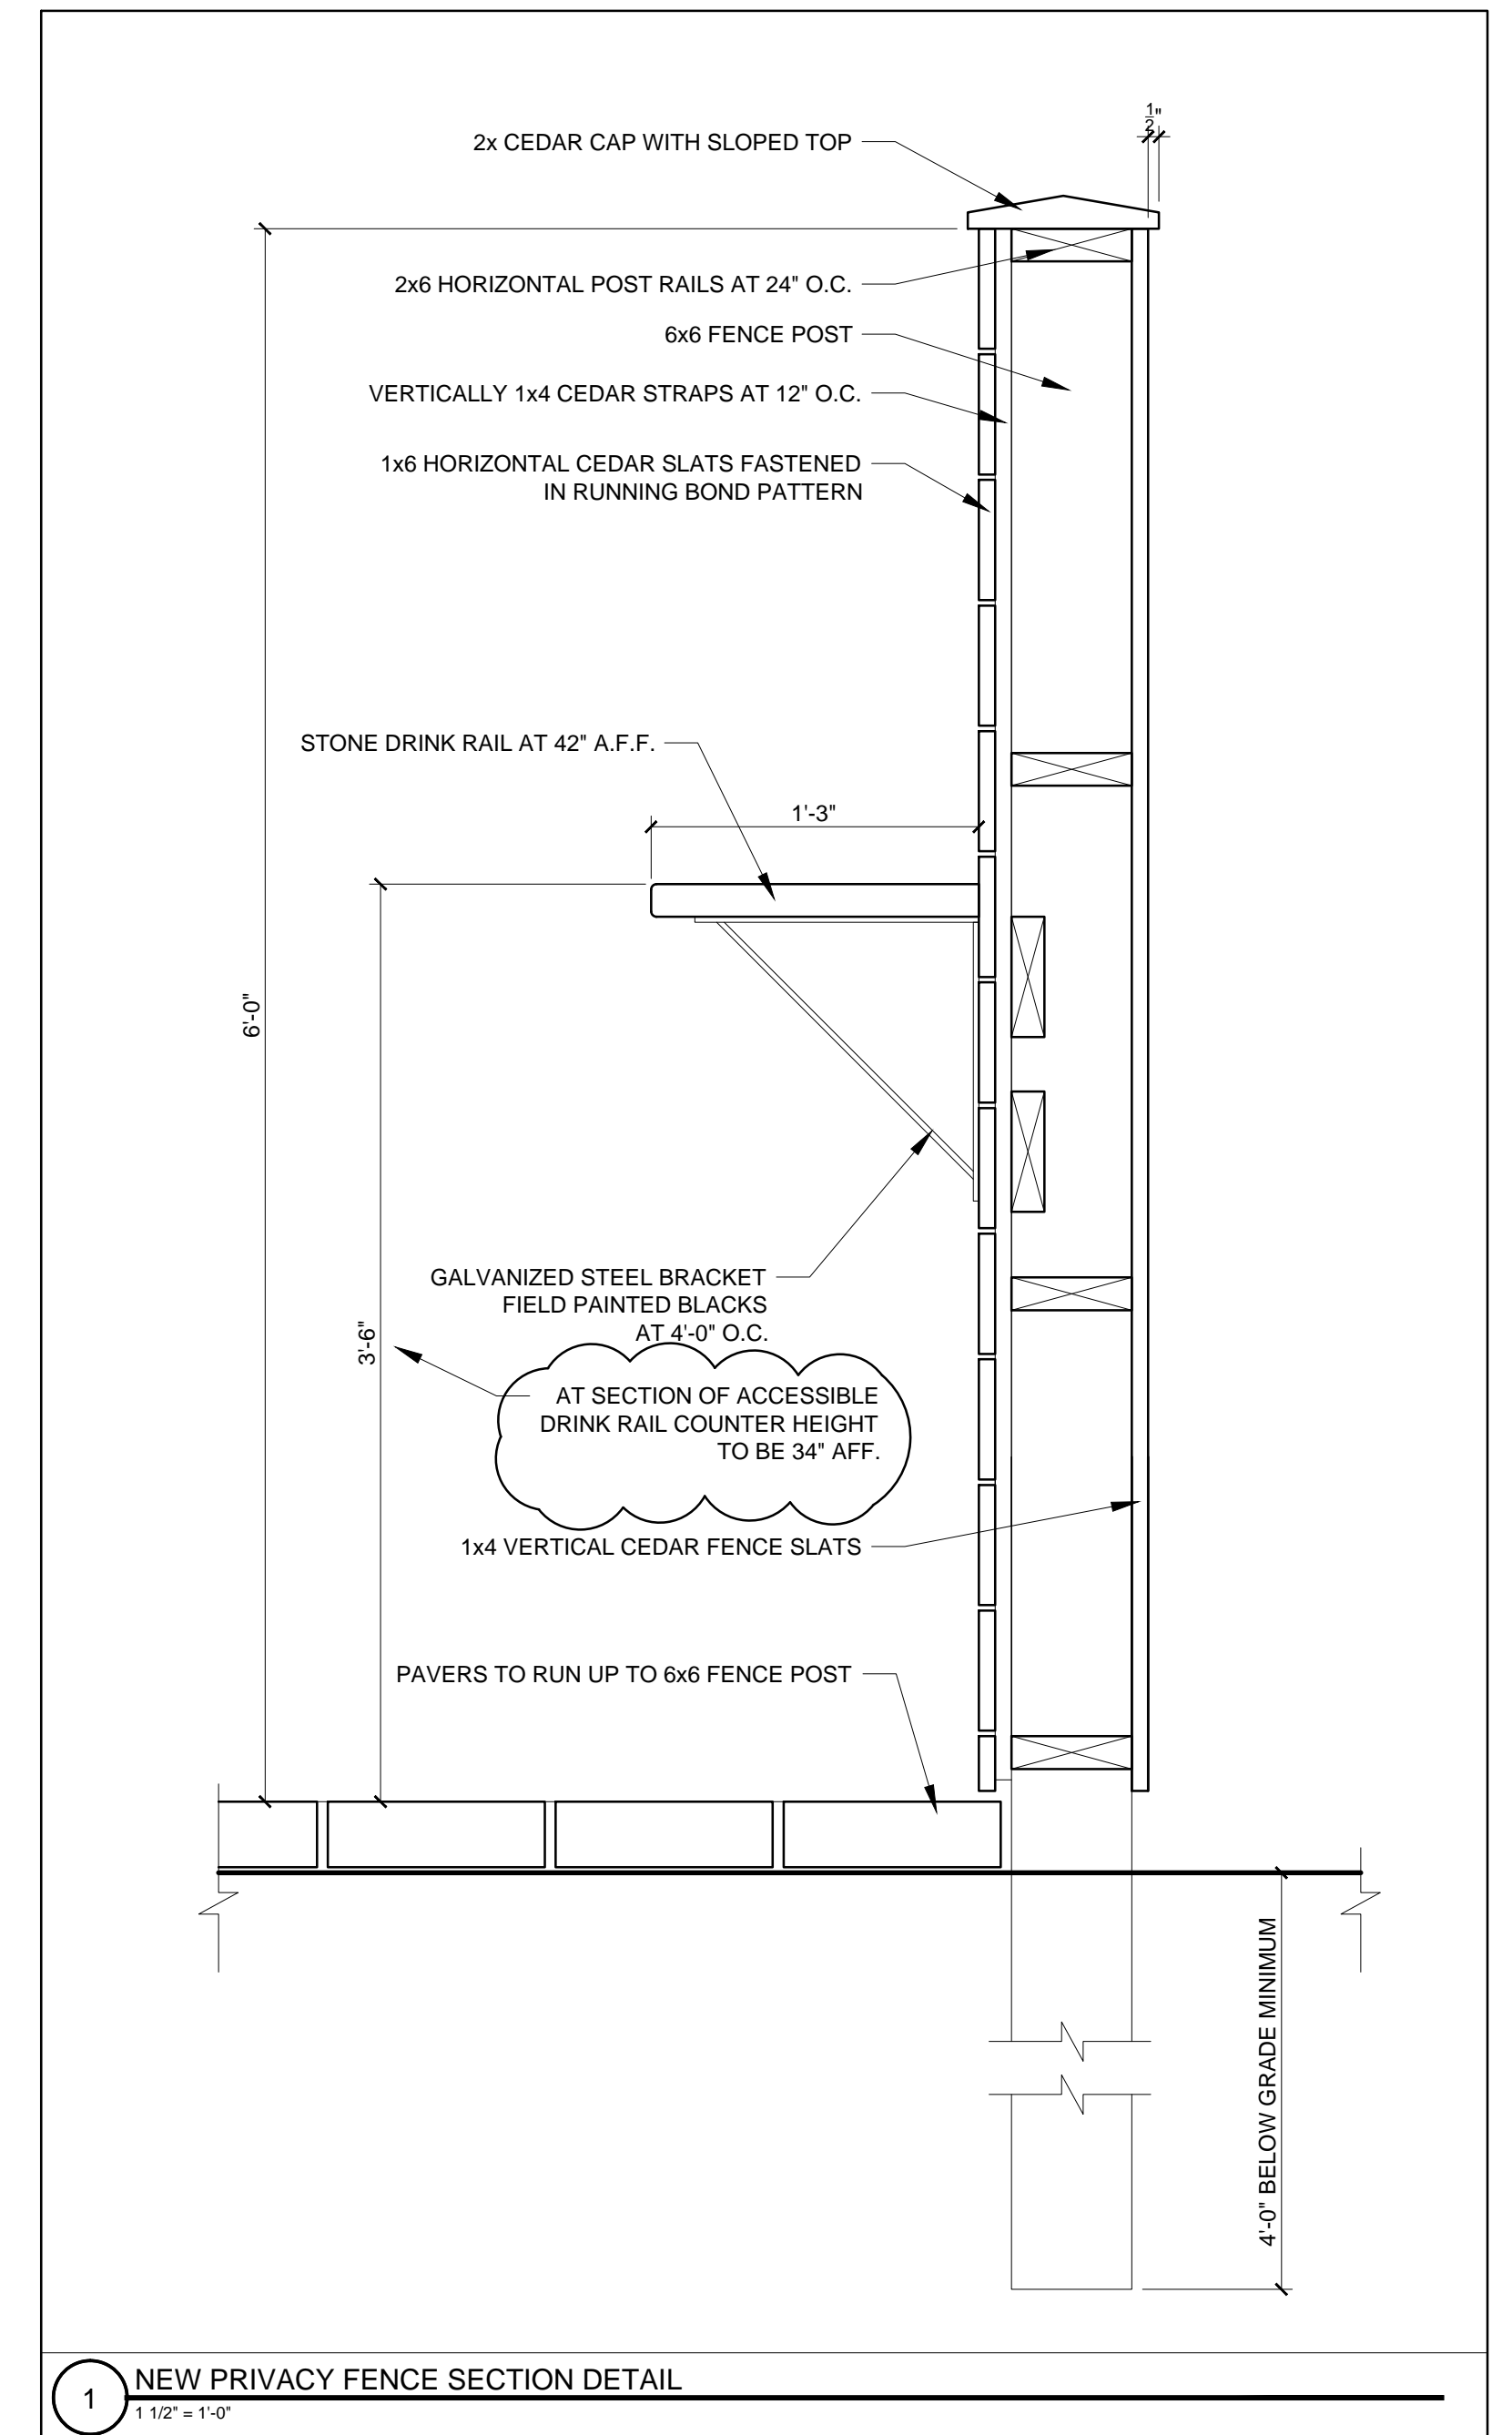 1/2"
2x CEDAR CAP WITH SLOPED TOP
2x6 HORIZONTAL POST RAILS AT 24" O.C.
6x6 FENCE POST
VERTICALLY 1x4 CEDAR STRAPS AT 12" O.C.
1x6 HORIZONTAL CEDAR SLATS FASTENED
IN RUNNING BOND PATTERN
STONE DRINK RAIL AT 42" A.F.F.
1'-3"
6'-0"
GALVANIZED STEEL BRACKET
FIELD PAINTED BLACKS
AT 4'-0" O.C.
3'-6"
AT SECTION OF ACCESSIBLE
DRINK RAIL COUNTER HEIGHT
TO BE 34" AFF.
1x4 VERTICAL CEDAR FENCE SLATS
PAVERS TO RUN UP TO 6x6 FENCE POST
4'-0" BELOW GRADE MINIMUM
1
NEW PRIVACY FENCE SECTION DETAIL
1 1/2" = 1'-0"